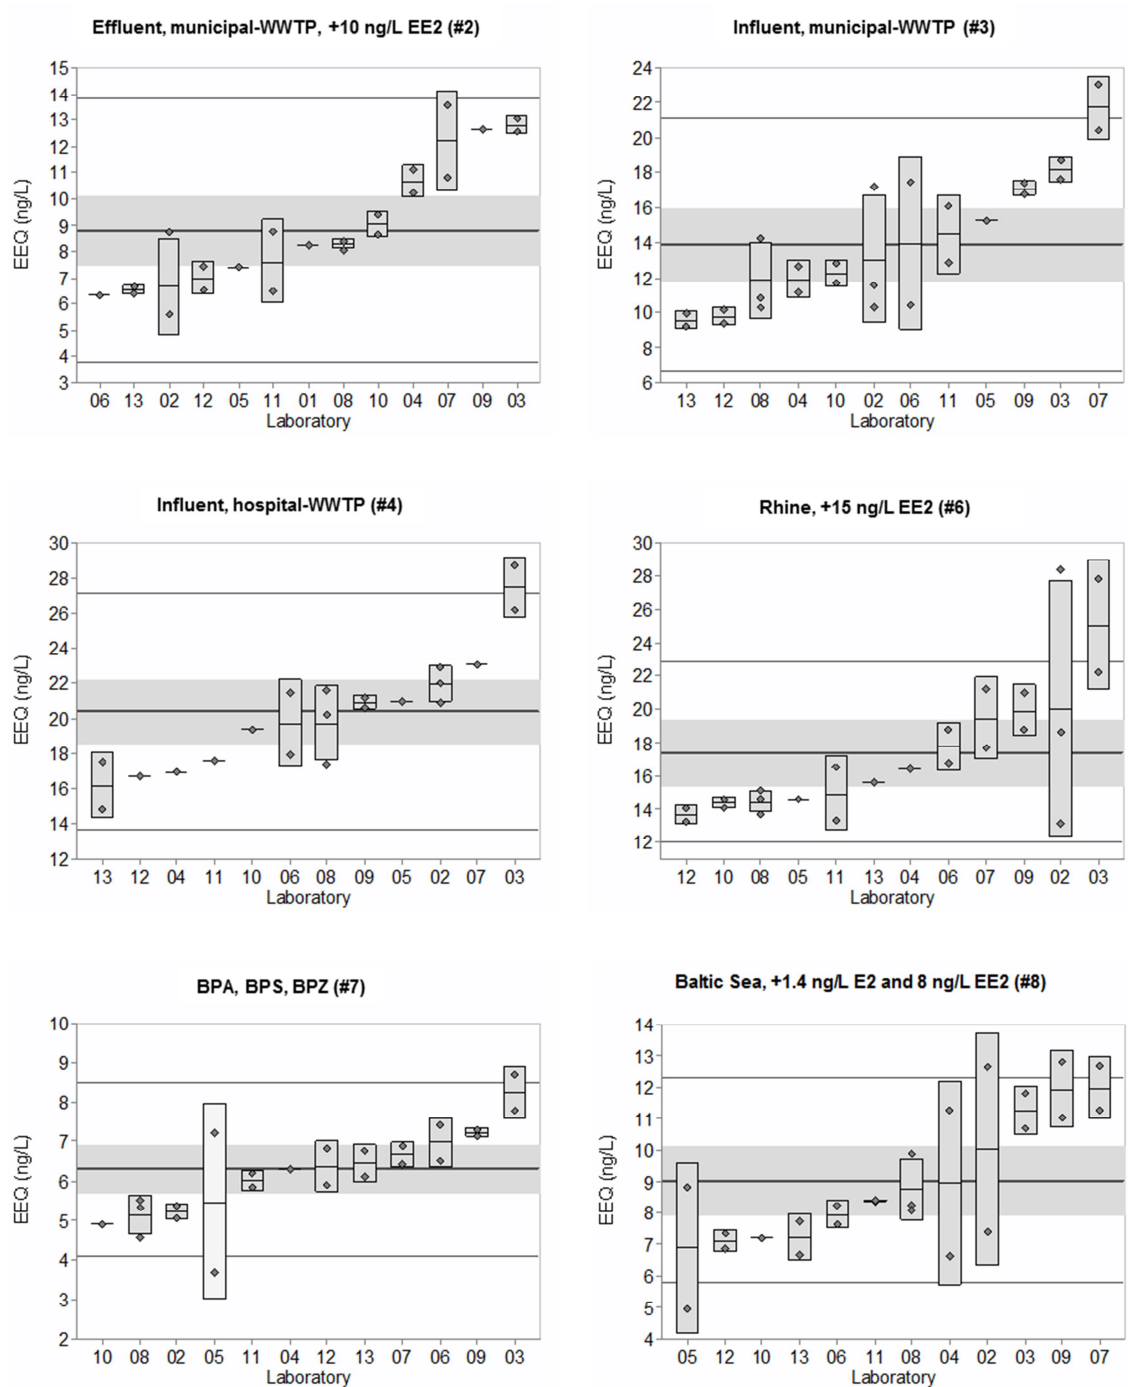 Effluent, municipal-WWTP, +10 ng/L EE2 (#2)
EEQ (ng/L)
15
14
13
12
11
10
9
8
7
6
5
4
3
06 13 02 12 05 11 01 08 10 04 07 09 03
Laboratory
Influent, municipal-WWTP (#3)
EEQ (ng/L)
24
22
20
18
16
14
12
10
8
6
13 12 08 04 10 02 06 11 05 09 03 07
Laboratory
Influent, hospital-WWTP (#4)
EEQ (ng/L)
30
28
26
24
22
20
18
16
14
12
13 12 04 11 10 06 08 09 05 02 07 03
Laboratory
Rhine, +15 ng/L EE2 (#6)
EEQ (ng/L)
30
28
26
24
22
20
18
16
14
12
12 10 08 05 11 13 04 06 07 09 02 03
Laboratory
BPA, BPS, BPZ (#7)
EEQ (ng/L)
10
9
8
7
6
5
4
3
2
10 08 02 05 11 04 12 13 07 06 09 03
Laboratory
Baltic Sea, +1.4 ng/L E2 and 8 ng/L EE2 (#8)
EEQ (ng/L)
14
13
12
11
10
9
8
7
6
5
4
05 12 10 13 06 11 08 04 02 03 09 07
Laboratory